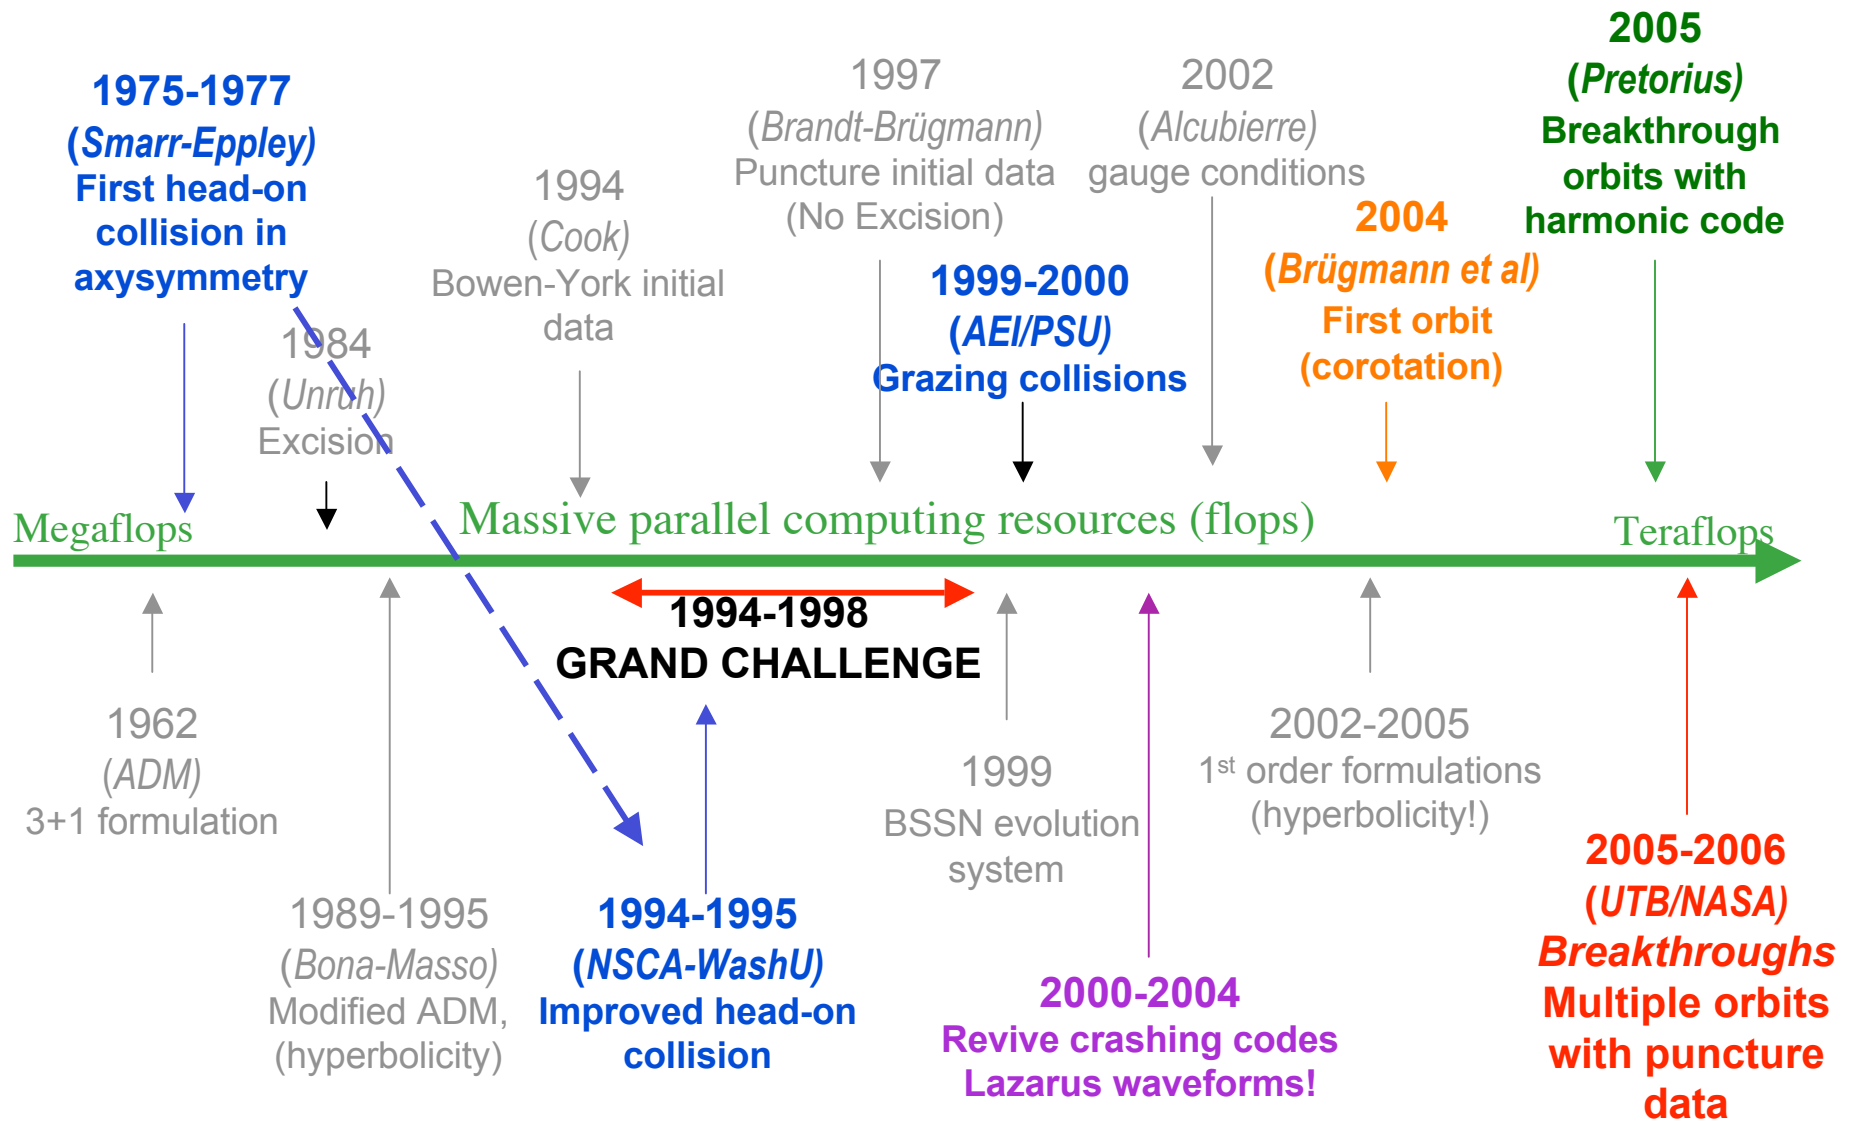 1975-1977
(Smarr-Eppley)
First head-on
collision in
axysymmetry
1984
(Unruh)
Excision
1994
(Cook)
Bowen-York initial
data
1997
(Brandt-Brügmann)
Puncture initial data
(No Excision)
1999-2000
(AEI/PSU)
Grazing collisions
2002
(Alcubierre)
gauge conditions
2004
(Brügmann et al)
First orbit
(corotation)
2005
(Pretorius)
Breakthrough
orbits with
harmonic code
Megaflops
Massive parallel computing resources (flops)
Teraflops
1962
(ADM)
3+1 formulation
1989-1995
(Bona-Masso)
Modified ADM,
(hyperbolicity)
1994-1998
GRAND CHALLENGE
1994-1995
(NSCA-WashU)
Improved head-on
collision
1999
BSSN evolution
system
2000-2004
Revive crashing codes
Lazarus waveforms!
2002-2005
1st order formulations
(hyperbolicity!)
2005-2006
(UTB/NASA)
Breakthroughs
Multiple orbits
with puncture
data